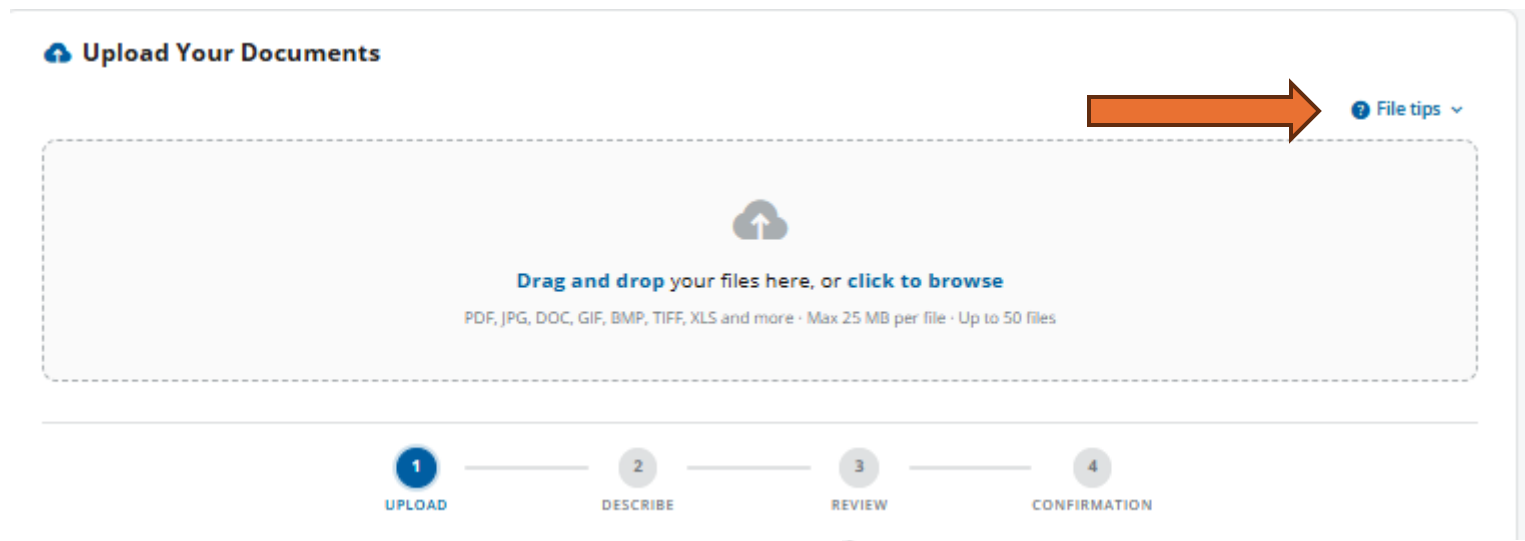 Upload Your Documents
? File tips
Drag and drop your files here, or click to browse
PDF, JPG, DOC, GIF, BMP, TIFF, XLS and more · Max 25 MB per file · Up to 50 files
1 2 3 4
UPLOAD DESCRIBE REVIEW CONFIRMATION